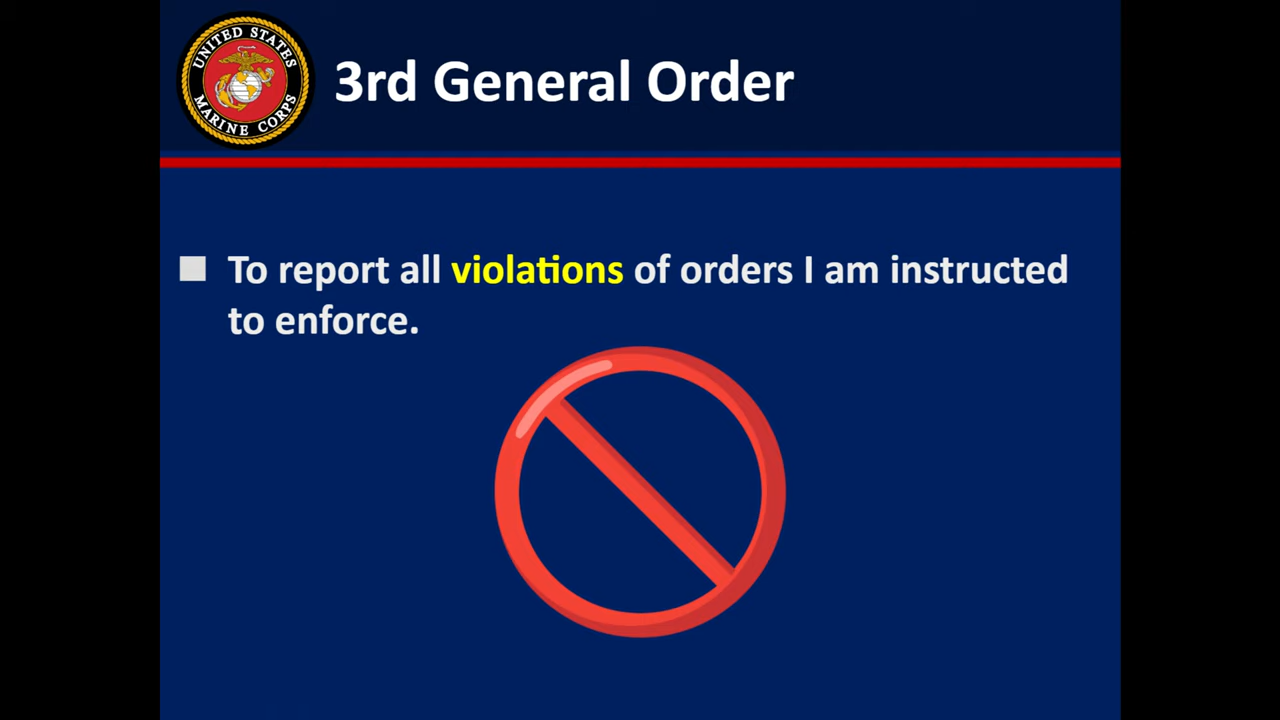 UNITED STATES
MARINE CORPS
3rd General Order
To report all violations of orders I am instructed
to enforce.